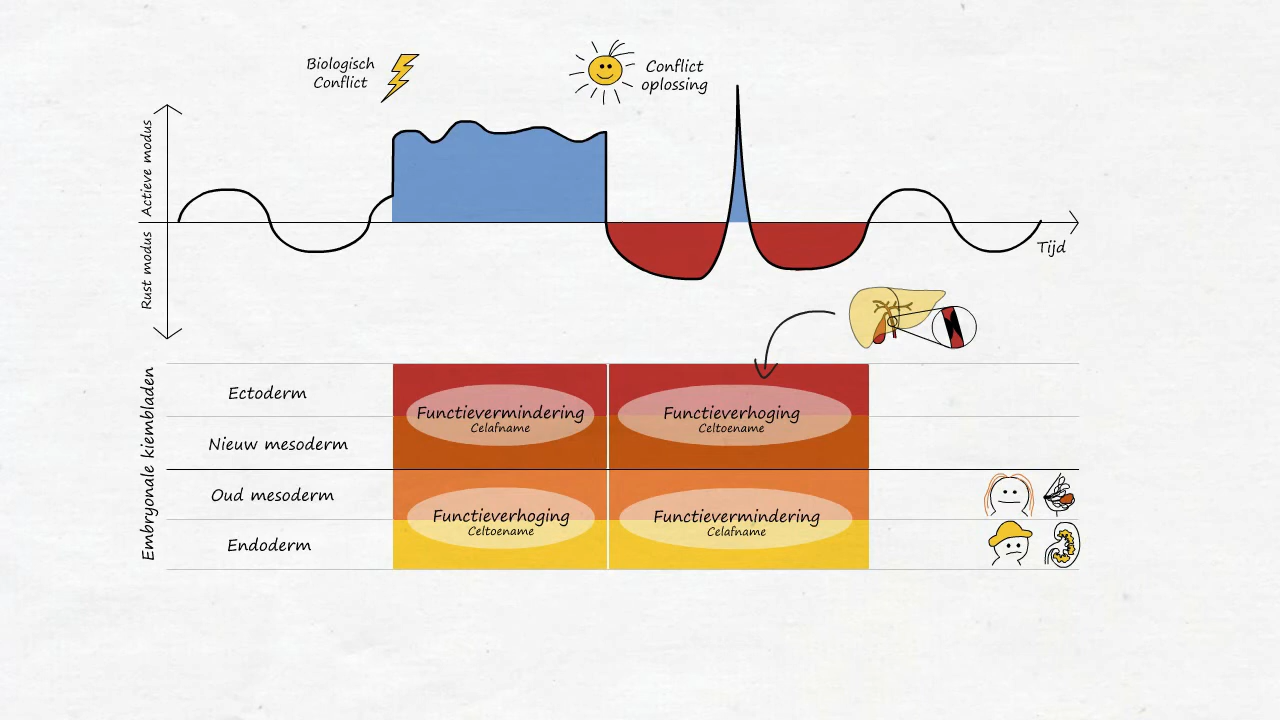 Biologisch
Conflict
Conflict
oplossing
Actieve modus
Rust modus
Tijd
Embryonale kiembladen
Ectoderm
Functievermindering
Celafname
Functieverhoging
Celtoename
Nieuw mesoderm
Oud mesoderm
Functieverhoging
Celtoename
Functievermindering
Celafname
Endoderm